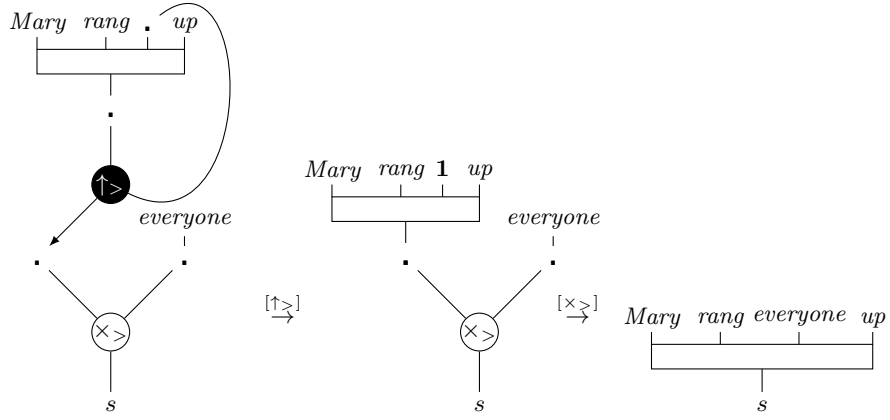 Mary rang . up
.
↑>
everyone
. .
×>
s
[↑>]
→
Mary rang 1 up
everyone
. .
×>
s
[×>]
→
Mary rang everyone up
s